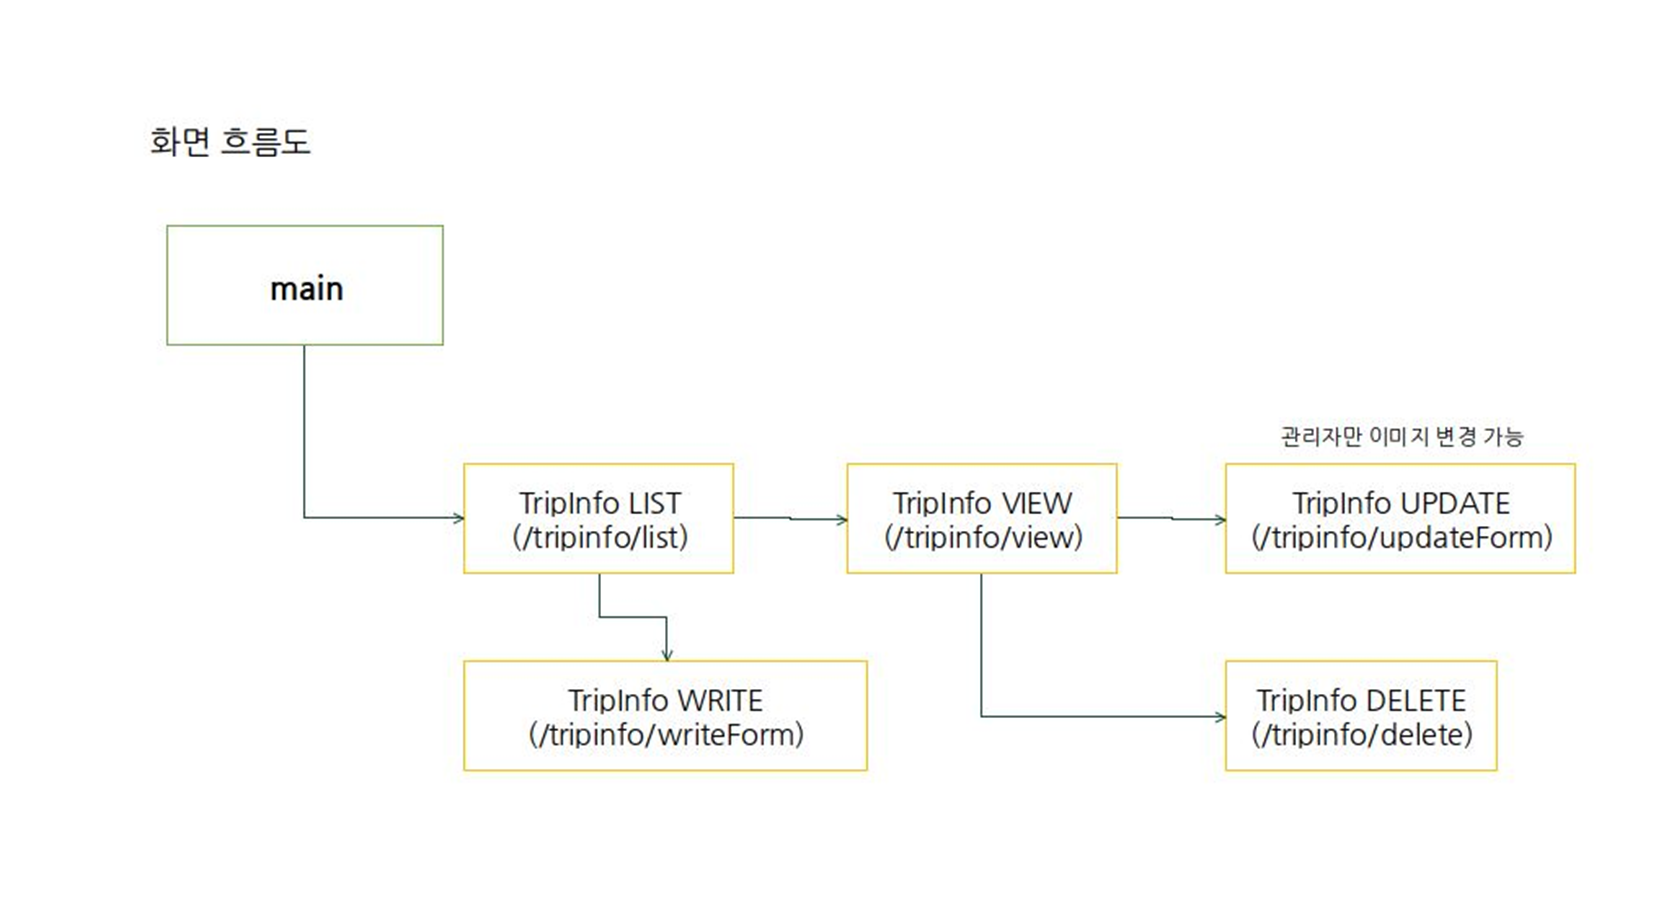 화면 흐름도
main
관리자만 이미지 변경 가능
TripInfo LIST
(/tripinfo/list)
TripInfo VIEW
(/tripinfo/view)
TripInfo UPDATE
(/tripinfo/updateForm)
TripInfo WRITE
(/tripinfo/writeForm)
TripInfo DELETE
(/tripinfo/delete)